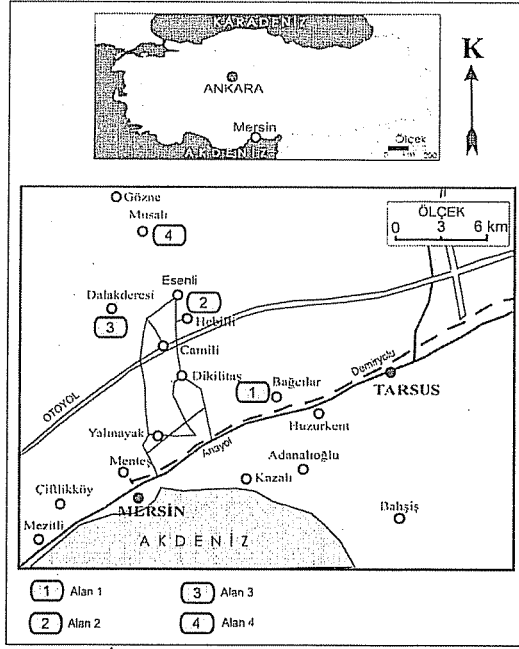 KARADENİZ
K
ANKARA
Mersin
Ölçek
AKDENİZ
Gözne
Musalı
4
ÖLÇEK
0 3 6 km
Esenli
2
Dalakderesi
3
Hebilli
Camili
Dikilitaş
1
Bağcılar
Demiryolu
TARSUS
OTOYOL
Huzurkent
Yalınayak
Anayol
Adanalıoğlu
Menteş
Kazalı
Çiftlikköy
MERSİN
Bahşiş
Mezitli
AKDENİZ
1 Alan 1
3 Alan 3
2 Alan 2
4 Alan 4